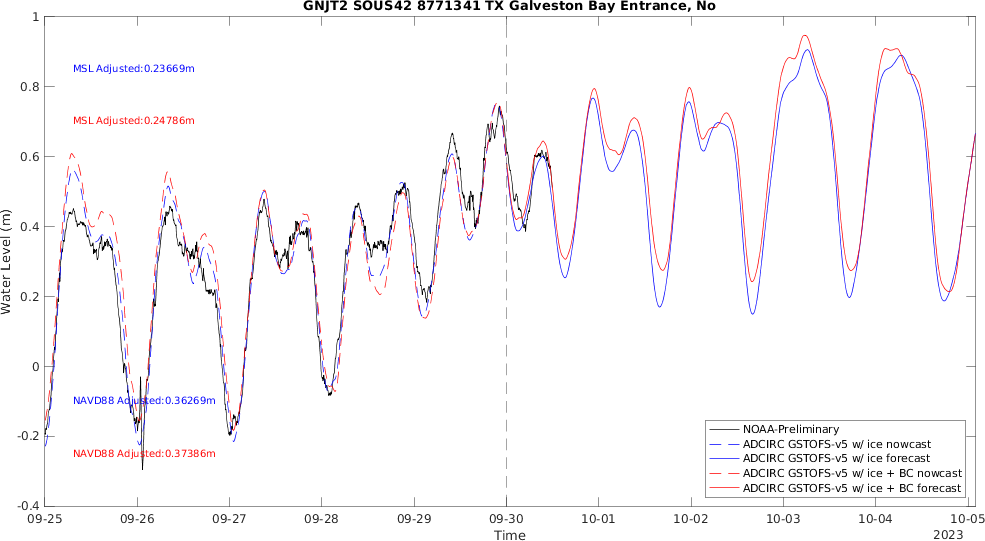 GNJT2 SOUS42 8771341 TX Galveston Bay Entrance, No
1
0.8
0.6
0.4
0.2
0
-0.2
-0.4
Water Level (m)
MSL Adjusted:0.23669m
MSL Adjusted:0.24786m
NAVD88 Adjusted:0.36269m
NAVD88 Adjusted:0.37386m
NOAA-Preliminary
ADCIRC GSTOFS-v5 w/ ice nowcast
ADCIRC GSTOFS-v5 w/ ice forecast
ADCIRC GSTOFS-v5 w/ ice + BC nowcast
ADCIRC GSTOFS-v5 w/ ice + BC forecast
09-25 09-26 09-27 09-28 09-29 09-30 10-01 10-02 10-03 10-04 10-05
Time
2023